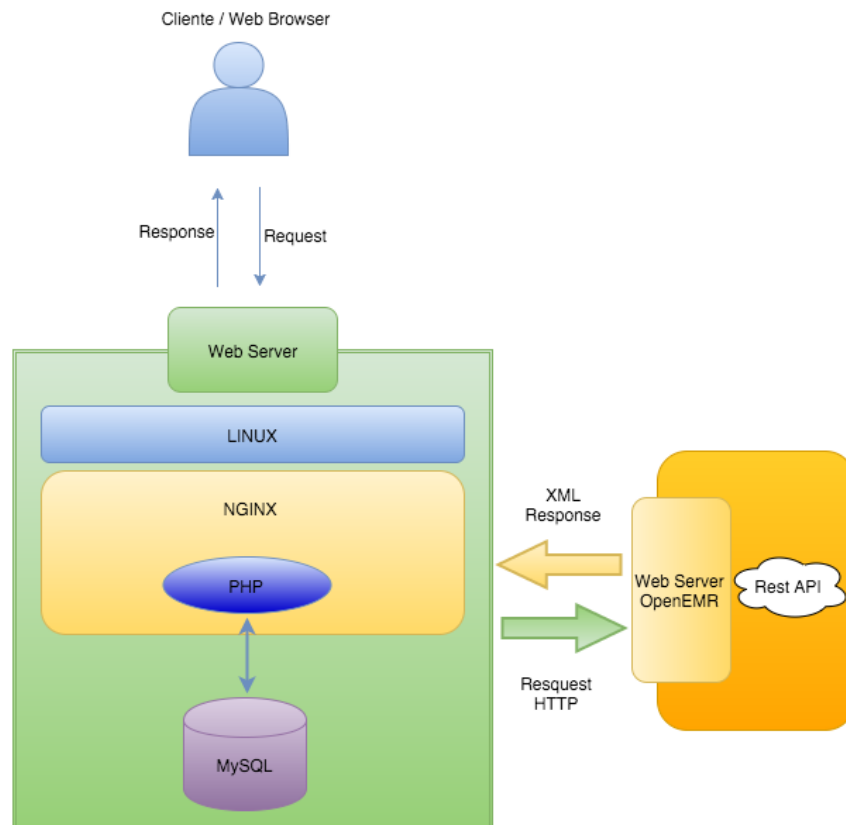 Cliente / Web Browser
Response
Request
Web Server
LINUX
NGINX
PHP
MySQL
XML
Response
Web Server
OpenEMR
Rest API
Resquest
HTTP